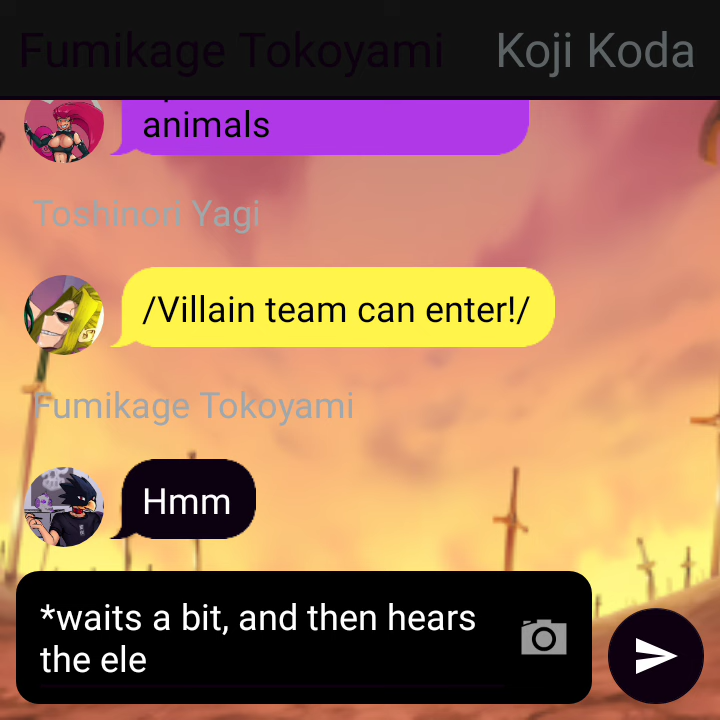 Fumikage Tokoyami Koji Koda
animals
Toshinori Yagi
/Villain team can enter!/
Fumikage Tokoyami
Hmm
*waits a bit, and then hears
the ele